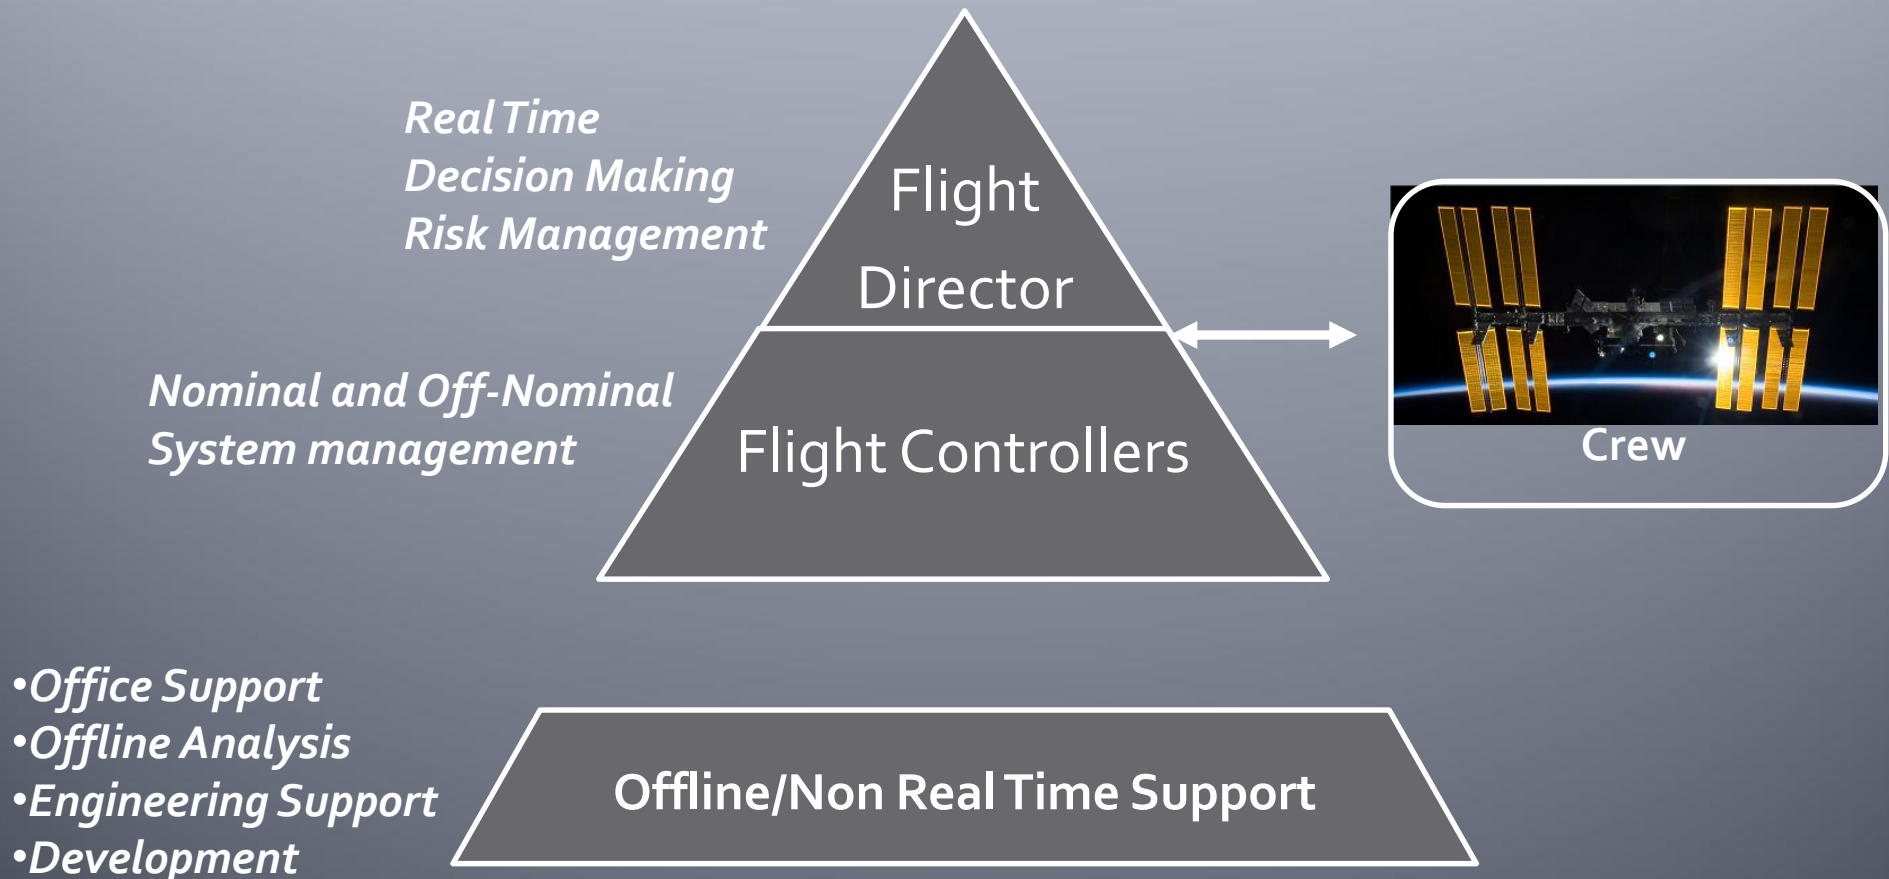 Real Time
Decision Making
Risk Management
Flight
Director
Nominal and Off-Nominal
System management
Flight Controllers
Crew
•Office Support
•Offline Analysis
•Engineering Support
•Development
Offline/Non Real Time Support